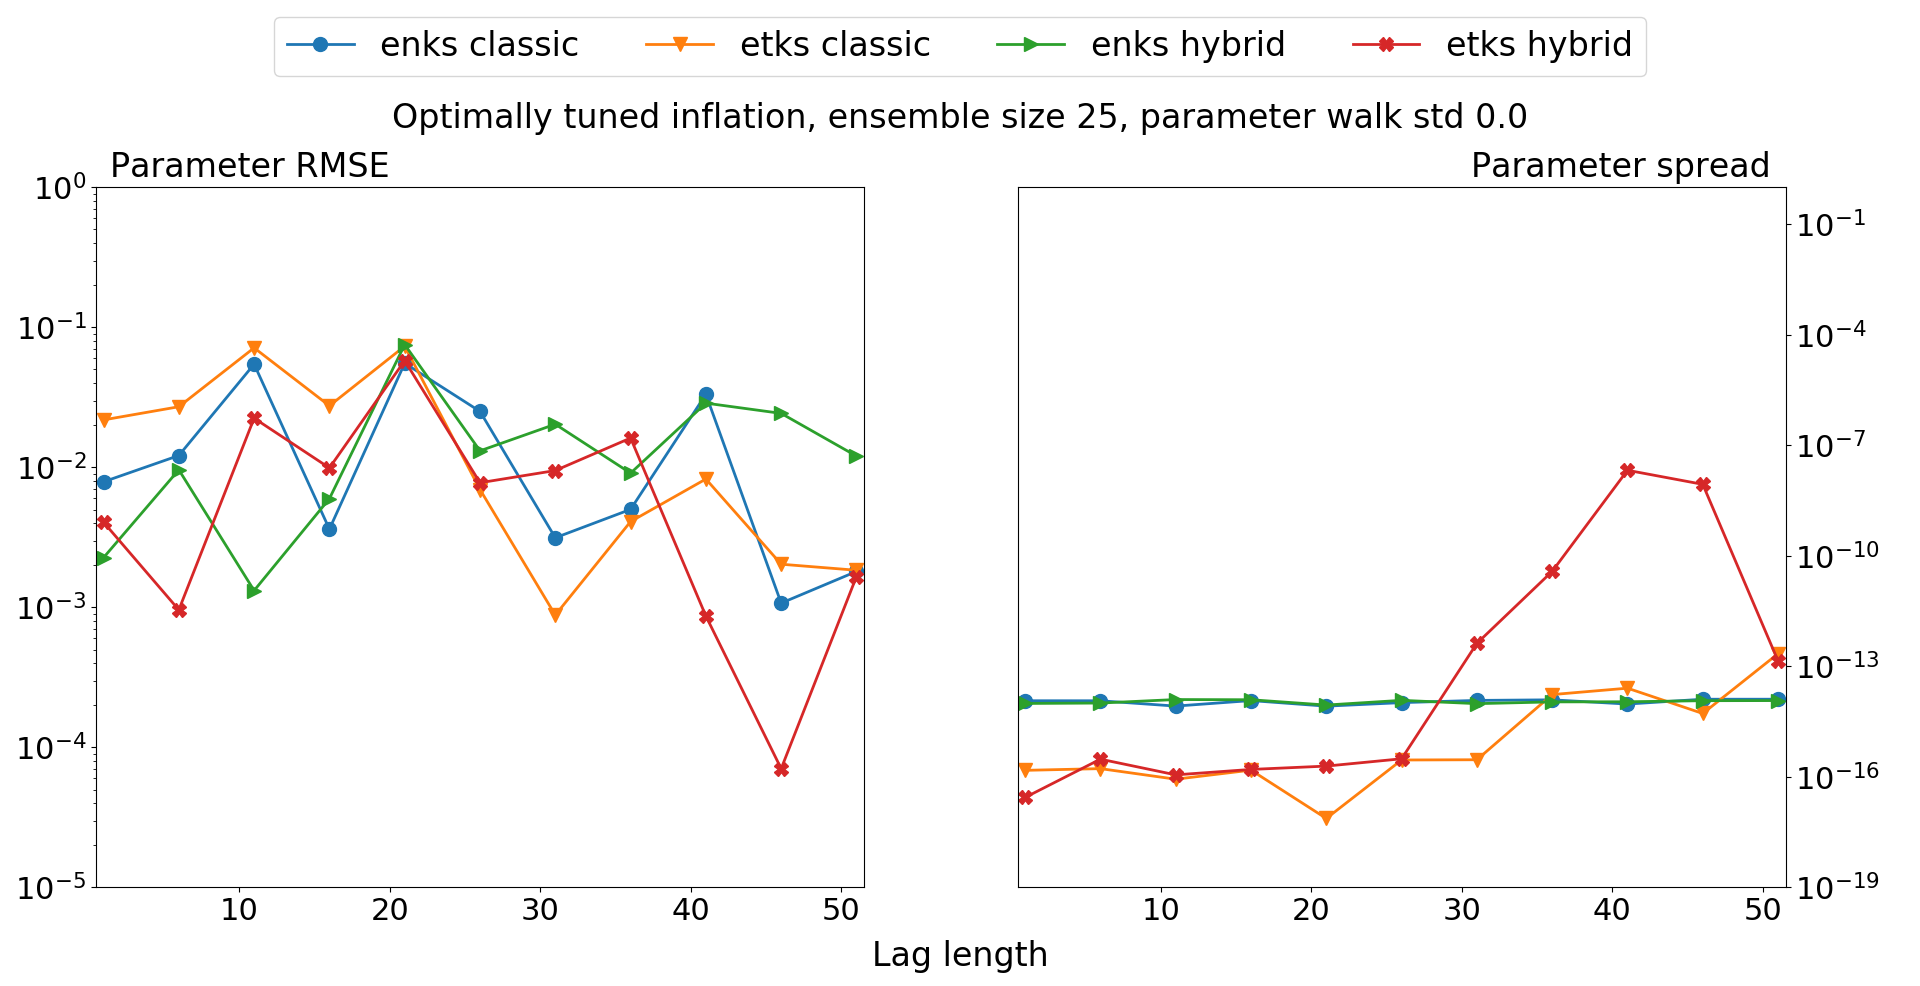 enks classic etks classic enks hybrid etks hybrid
Optimally tuned inflation, ensemble size 25, parameter walk std 0.0
Parameter RMSE
Parameter spread
10⁰
10⁻¹
10⁻²
10⁻³
10⁻⁴
10⁻⁵
10 20 30 40 50
10⁻¹
10⁻⁴
10⁻⁷
10⁻¹⁰
10⁻¹³
10⁻¹⁶
10⁻¹⁹
10 20 30 40 50
Lag length